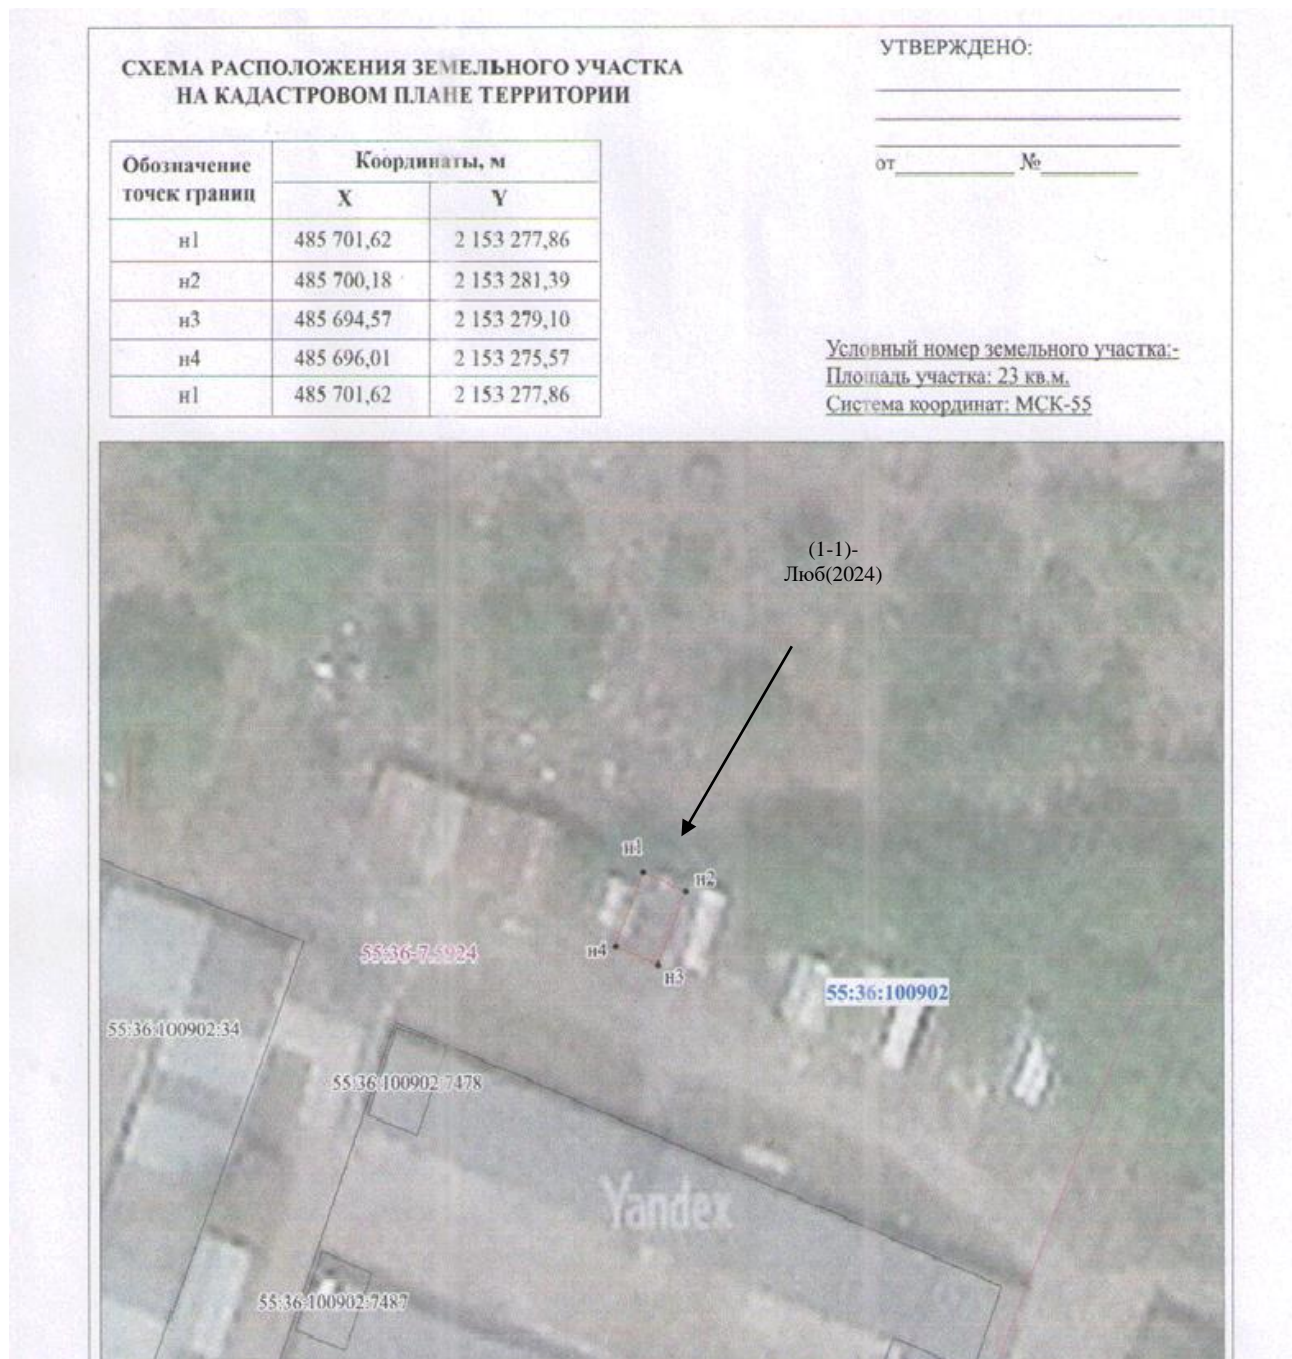 СХЕМА РАСПОЛОЖЕНИЯ ЗЕМЕЛЬНОГО УЧАСТКА
НА КАДАСТРОВОМ ПЛАНЕ ТЕРРИТОРИИ
УТВЕРЖДЕНО:
от №
Обозначение точек границ Координаты, м
X Y
н1 485 701,62 2 153 277,86
н2 485 700,18 2 153 281,39
н3 485 694,57 2 153 279,10
н4 485 696,01 2 153 275,57
н1 485 701,62 2 153 277,86
Условный номер земельного участка:-
Площадь участка: 23 кв.м.
Система координат: МСК-55
(1-1)-
Люб(2024)
н1
н2
н4
н3
55:36-7.5924
55:36:100902
55:36:100902:34
55:36:100902:7478
Yandex
55:36:100902:7487